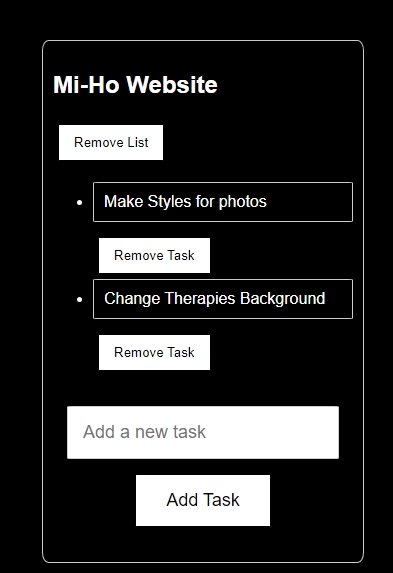 Mi-Ho Website
Remove List
Make Styles for photos
Remove Task
Change Therapies Background
Remove Task
Add a new task
Add Task